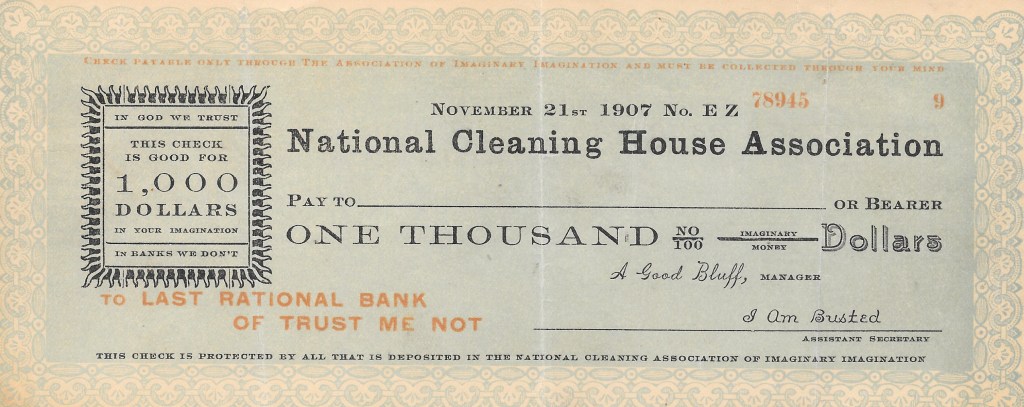 Check payable only through The Association of Imaginary Imagination and must be collected through your mind
November 21st 1907 No. E Z 78945 9
National Cleaning House Association
IN GOD WE TRUST
THIS CHECK
IS GOOD FOR
1,000
DOLLARS
IN YOUR IMAGINATION
IN BANKS WE DON'T
Pay to or Bearer
ONE THOUSAND NO/100 IMAGINARY/MONEY Dollars
A Good Bluff, MANAGER
TO LAST RATIONAL BANK
OF TRUST ME NOT
I Am Busted
Assistant Secretary
THIS CHECK IS PROTECTED BY ALL THAT IS DEPOSITED IN THE NATIONAL CLEANING ASSOCIATION OF IMAGINARY IMAGINATION